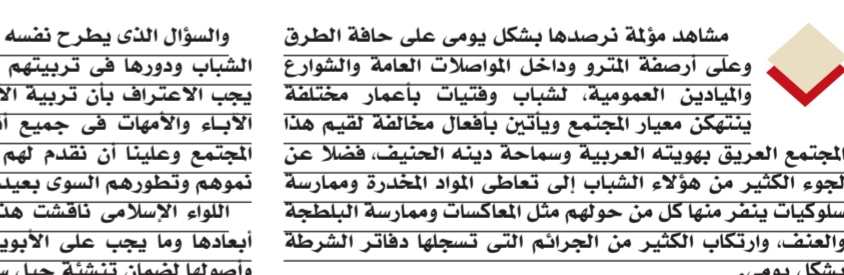 مشاهد مؤلمة نرصدها بشكل يومى على حافة الطرق
وعلى أرصفة المترو وداخل المواصلات العامة والشوارع
والميادين العمومية، لشباب وفتيات بأعمار مختلفة
ينتهكن معيار المجتمع ويأتين بأفعال مخالفة لقيم هذا
المجتمع العريق بهويته العربية وسماحة دينه الحنيف، فضلا عن
لجوء الكثير من هؤلاء الشباب إلى تعاطى المواد المخدرة وممارسة
سلوكيات ينفر منها كل من حولهم مثل المعاكسات وممارسة البلطجة
والعنف، وارتكاب الكثير من الجرائم التى تسجلها دفاتر الشرطة
بشكل يومى.
والسؤال الذى يطرح نفسه
الشباب ودورها فى تربيتهم
يجب الاعتراف بأن تربية
الآباء والأمهات فى جميع
المجتمع وعلينا أن نقدم لهم
نموهم وتطورهم السوى
اللواء الإسلامى ناقشت
أبعادها وما يجب على
وأصولها لضمان تنشئة جيل